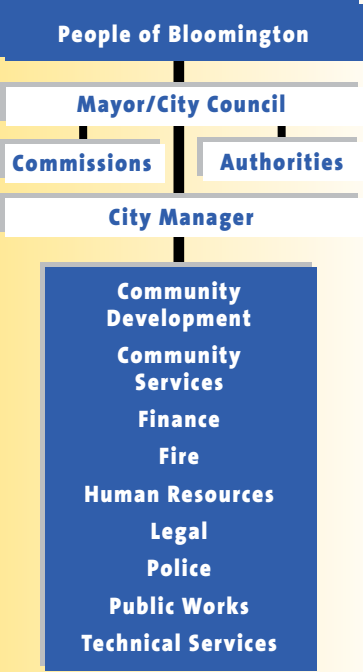 People of Bloomington
Mayor/City Council
Commissions
Authorities
City Manager
Community
Development
Community
Services
Finance
Fire
Human Resources
Legal
Police
Public Works
Technical Services